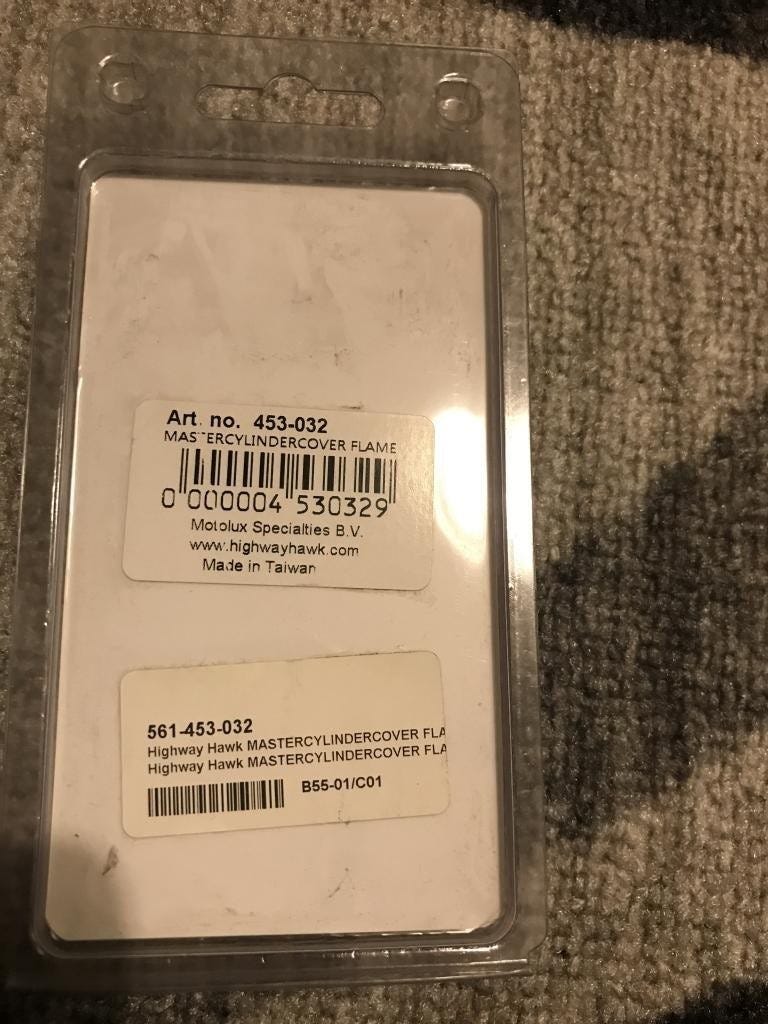 Art. no. 453-032
MASTERCYLINDERCOVER FLAME
0 000004 530329
Motolux Specialties B.V.
www.highwayhawk.com
Made in Taiwan
561-453-032
Highway Hawk MASTERCYLINDERCOVER FLA
Highway Hawk MASTERCYLINDERCOVER FLA
B55-01/C01